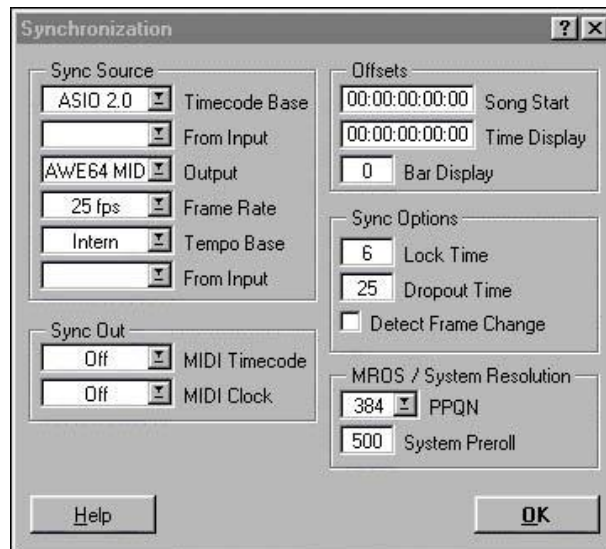 Synchronization
Sync Source
ASIO 2.0 Timecode Base
From Input
AWE64 MID Output
25 fps Frame Rate
Intern Tempo Base
From Input
Sync Out
Off MIDI Timecode
Off MIDI Clock
Offsets
00:00:00:00:00 Song Start
00:00:00:00:00 Time Display
0 Bar Display
Sync Options
6 Lock Time
25 Dropout Time
Detect Frame Change
MROS / System Resolution
384 PPQN
500 System Preroll
Help
OK